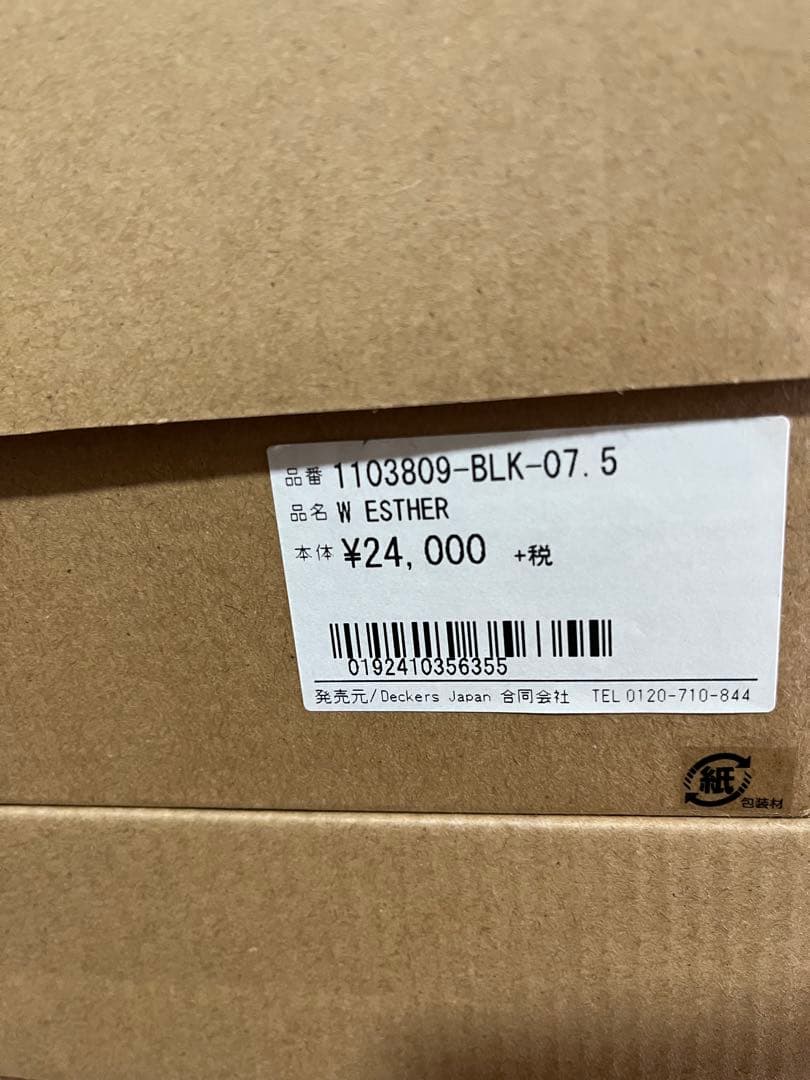 品番 1103809-BLK-07.5
品名 W ESTHER
本体 ¥24,000 +税
0192410356355
発売元/Deckers Japan 合同会社 TEL 0120-710-844
紙
包装材